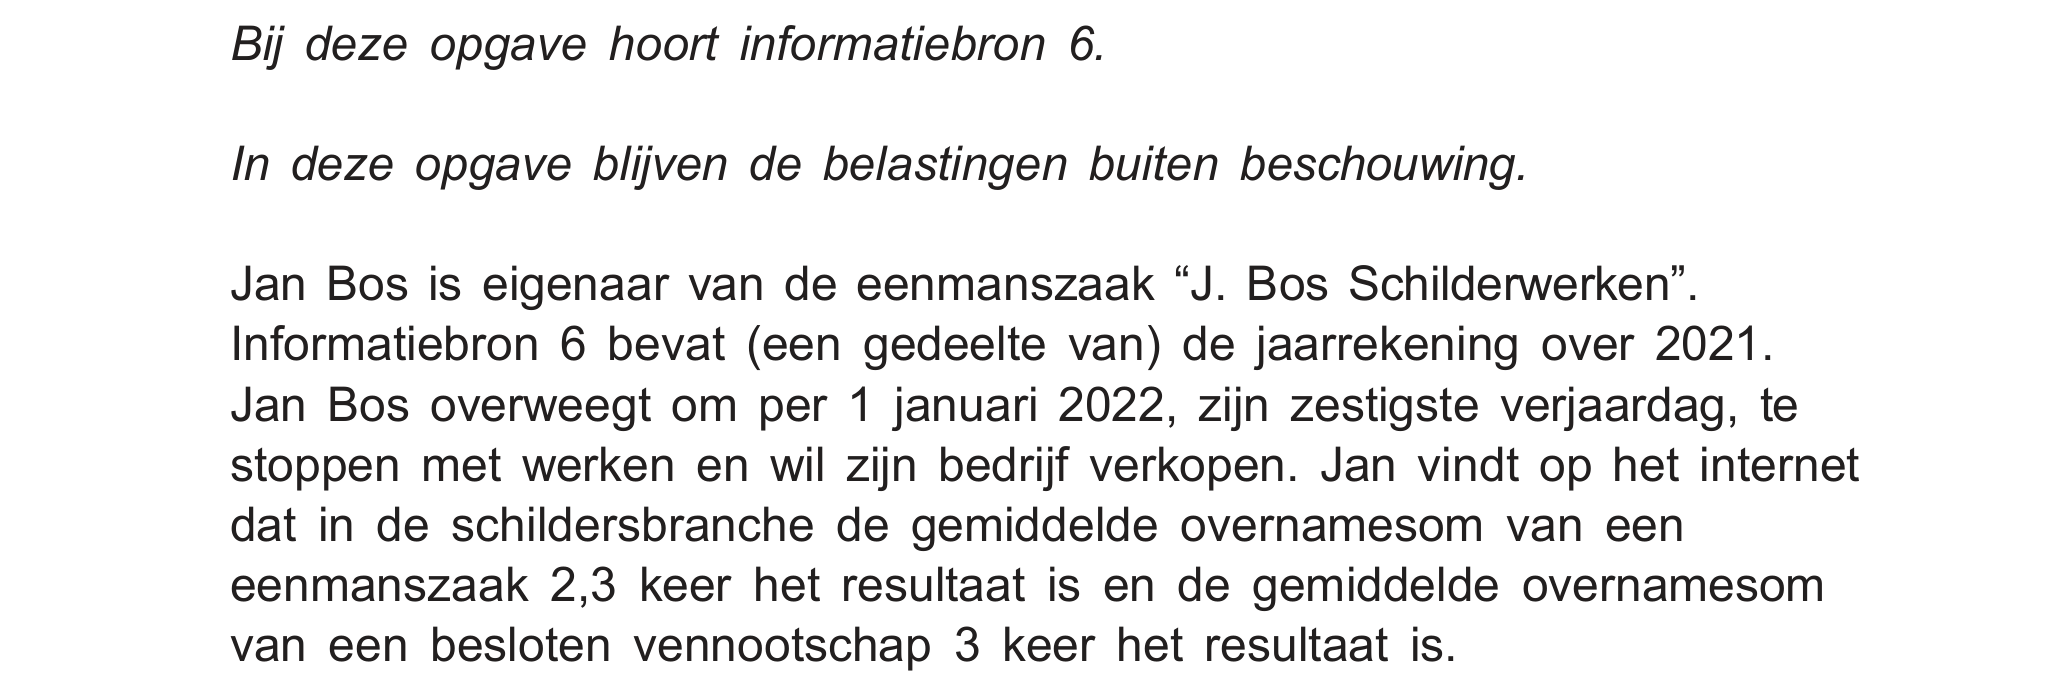 Bij deze opgave hoort informatiebron 6.
In deze opgave blijven de belastingen buiten beschouwing.
Jan Bos is eigenaar van de eenmanszaak “J. Bos Schilderwerken”.
Informatiebron 6 bevat (een gedeelte van) de jaarrekening over 2021.
Jan Bos overweegt om per 1 januari 2022, zijn zestigste verjaardag, te
stoppen met werken en wil zijn bedrijf verkopen. Jan vindt op het internet
dat in de schildersbranche de gemiddelde overnamesom van een
eenmanszaak 2,3 keer het resultaat is en de gemiddelde overnamesom
van een besloten vennootschap 3 keer het resultaat is.